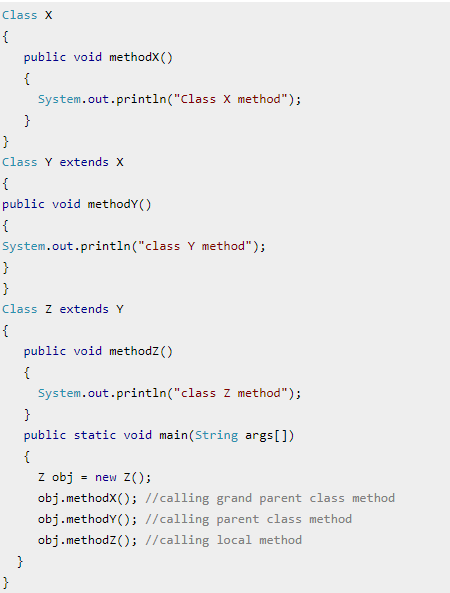 Class X
{
   public void methodX()
   {
     System.out.println("Class X method");
   }
}
Class Y extends X
{
public void methodY()
{
System.out.println("class Y method");
}
}
Class Z extends Y
{
   public void methodZ()
   {
     System.out.println("class Z method");
   }
   public static void main(String args[])
   {
     Z obj = new Z();
     obj.methodX(); //calling grand parent class method
     obj.methodY(); //calling parent class method
     obj.methodZ(); //calling local method
  }
}